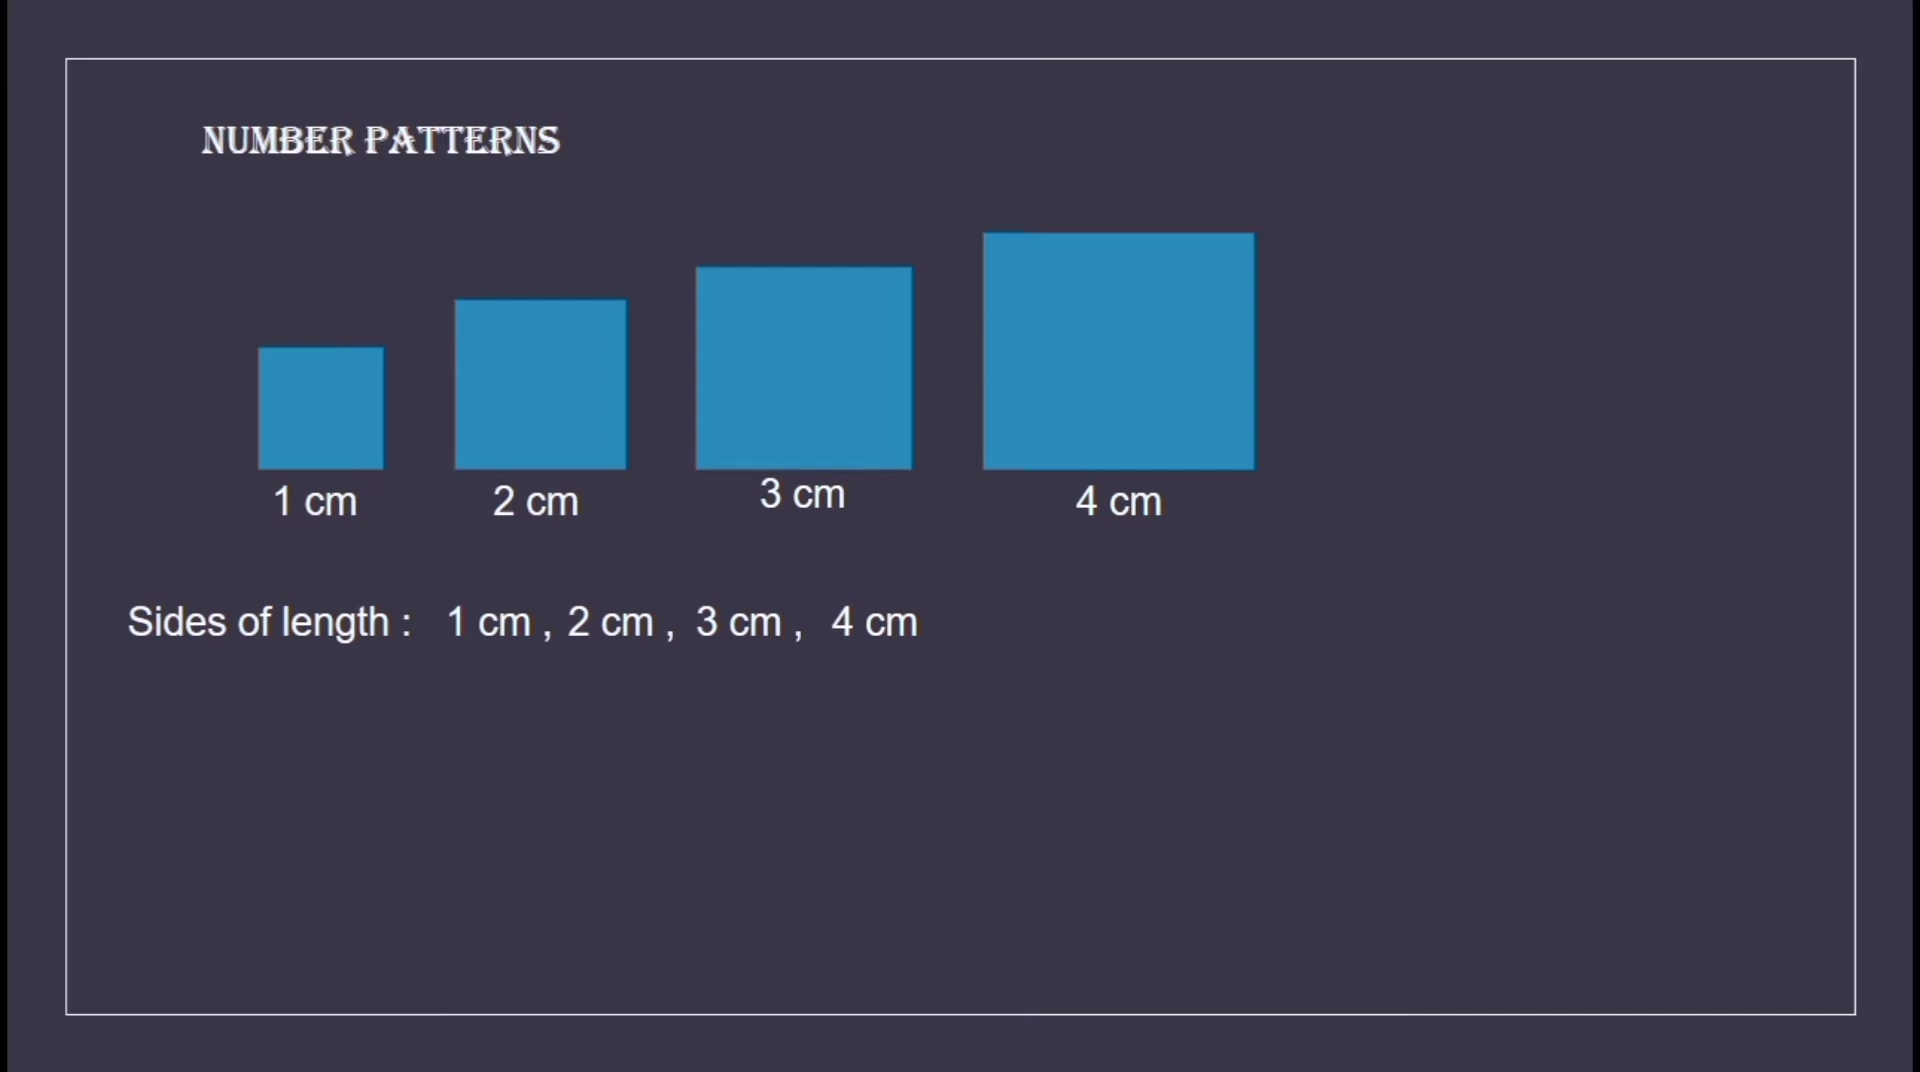 NUMBER PATTERNS
1 cm 2 cm 3 cm 4 cm
Sides of length : 1 cm , 2 cm , 3 cm , 4 cm